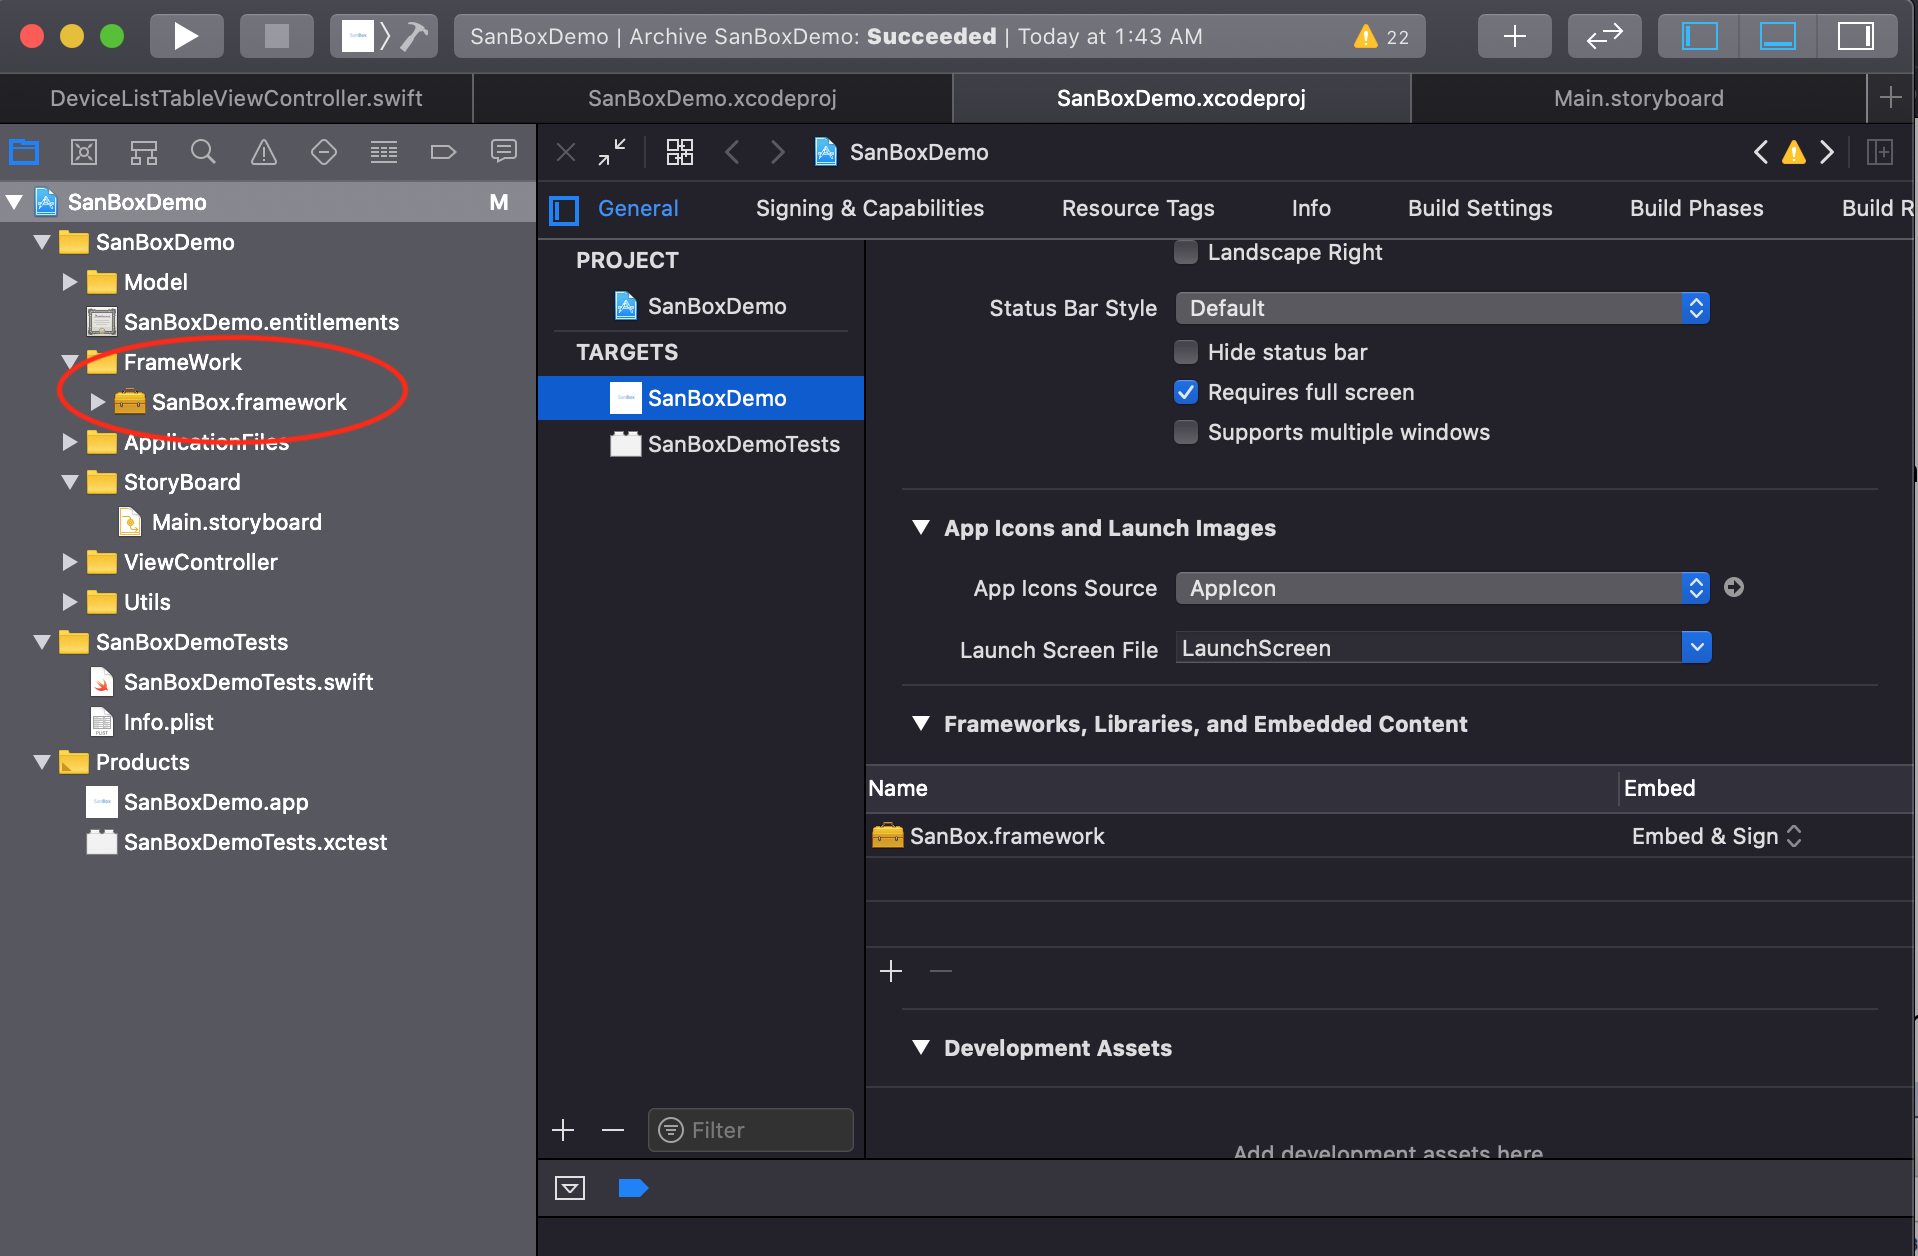 SanBoxDemo | Archive SanBoxDemo: Succeeded | Today at 1:43 AM 22
DeviceListTableViewController.swift SanBoxDemo.xcodeproj SanBoxDemo.xcodeproj Main.storyboard
SanBoxDemo M
SanBoxDemo
Model
SanBoxDemo.entitlements
FrameWork
SanBox.framework
ApplicationFiles
StoryBoard
Main.storyboard
ViewController
Utils
SanBoxDemoTests
SanBoxDemoTests.swift
Info.plist
Products
SanBoxDemo.app
SanBoxDemoTests.xctest
SanBoxDemo
General Signing & Capabilities Resource Tags Info Build Settings Build Phases Build R
PROJECT
SanBoxDemo
TARGETS
SanBoxDemo
SanBoxDemoTests
Filter
Landscape Right
Status Bar Style Default
Hide status bar
Requires full screen
Supports multiple windows
App Icons and Launch Images
App Icons Source AppIcon
Launch Screen File LaunchScreen
Frameworks, Libraries, and Embedded Content
Name Embed
SanBox.framework Embed & Sign
Development Assets
Add development assets here